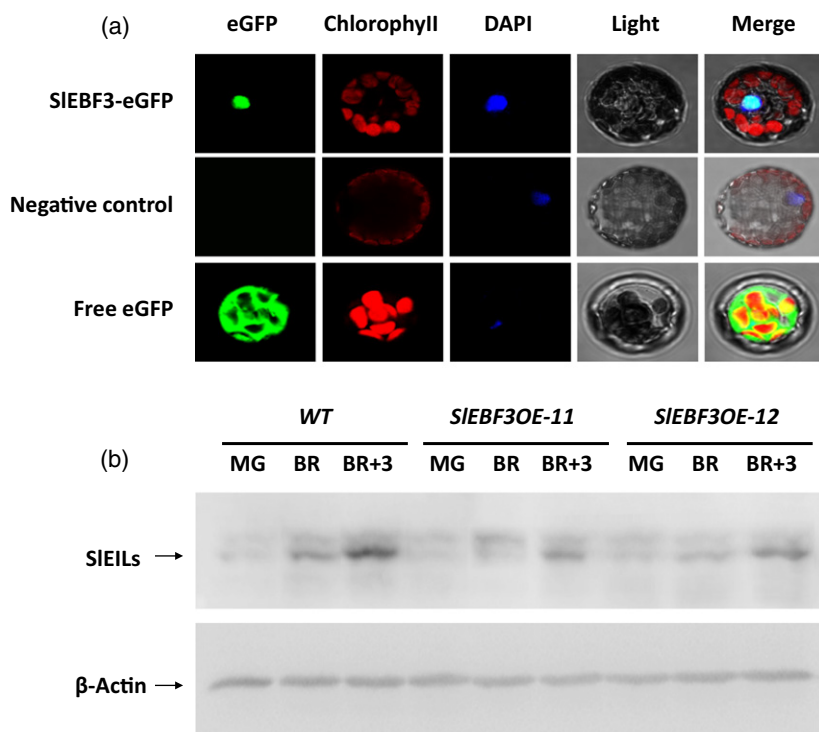 (a)
eGFP ChlorophyII DAPI Light Merge
SlEBF3-eGFP
Negative control
Free eGFP
(b)
WT SlEBF3OE-11 SlEBF3OE-12
MG BR BR+3 MG BR BR+3 MG BR BR+3
SlEILs
β-Actin